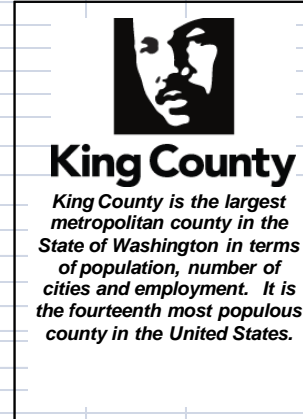 King County
King County is the largest
metropolitan county in the
State of Washington in terms
of population, number of
cities and employment. It is
the fourteenth most populous
county in the United States.